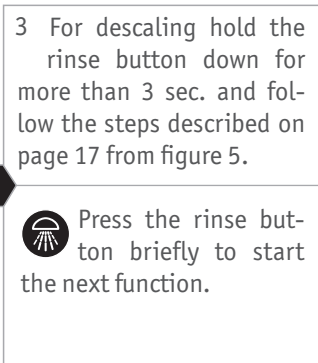 3 For descaling hold the
rinse button down for
more than 3 sec. and fol-
low the steps described on
page 17 from figure 5.
Press the rinse but-
ton briefly to start
the next function.